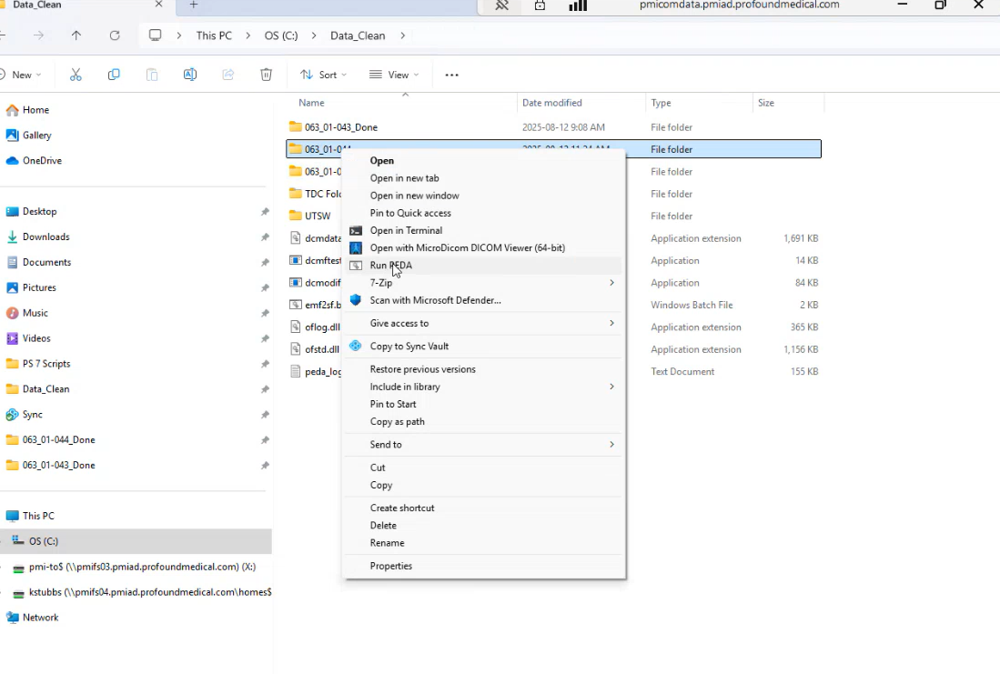 Data_Clean
pmicomdata.pmiad.profoundmedical.com
This PC > OS (C:) > Data_Clean >
New
Sort
View
Name Date modified Type Size
Home
Gallery
OneDrive
Desktop
Downloads
Documents
Pictures
Music
Videos
PS 7 Scripts
Data_Clean
Sync
063_01-044_Done
063_01-043_Done
This PC
OS (C:)
pmi-to$ (\\pmifs03.pmiad.profoundmedical.com) (X:)
kstubbs (\\pmifs04.pmiad.profoundmedical.com\homes$
Network
063_01-043_Done 2025-08-12 9:08 AM File folder
063_01-044 2025-08-12 11:24 AM File folder
063_01-0 File folder
TDC Fol File folder
UTSW File folder
dcmdata Application extension 1,691 KB
dcmftest Application 14 KB
dcmodif Application 84 KB
emf2sf.b Windows Batch File 2 KB
oflog.dll Application extension 365 KB
ofstd.dll Application extension 1,156 KB
peda_log Text Document 155 KB
Open
Open in new tab
Open in new window
Pin to Quick access
Open in Terminal
Open with MicroDicom DICOM Viewer (64-bit)
Run PEDA
7-Zip
Scan with Microsoft Defender...
Give access to
Copy to Sync Vault
Restore previous versions
Include in library
Pin to Start
Copy as path
Send to
Cut
Copy
Create shortcut
Delete
Rename
Properties